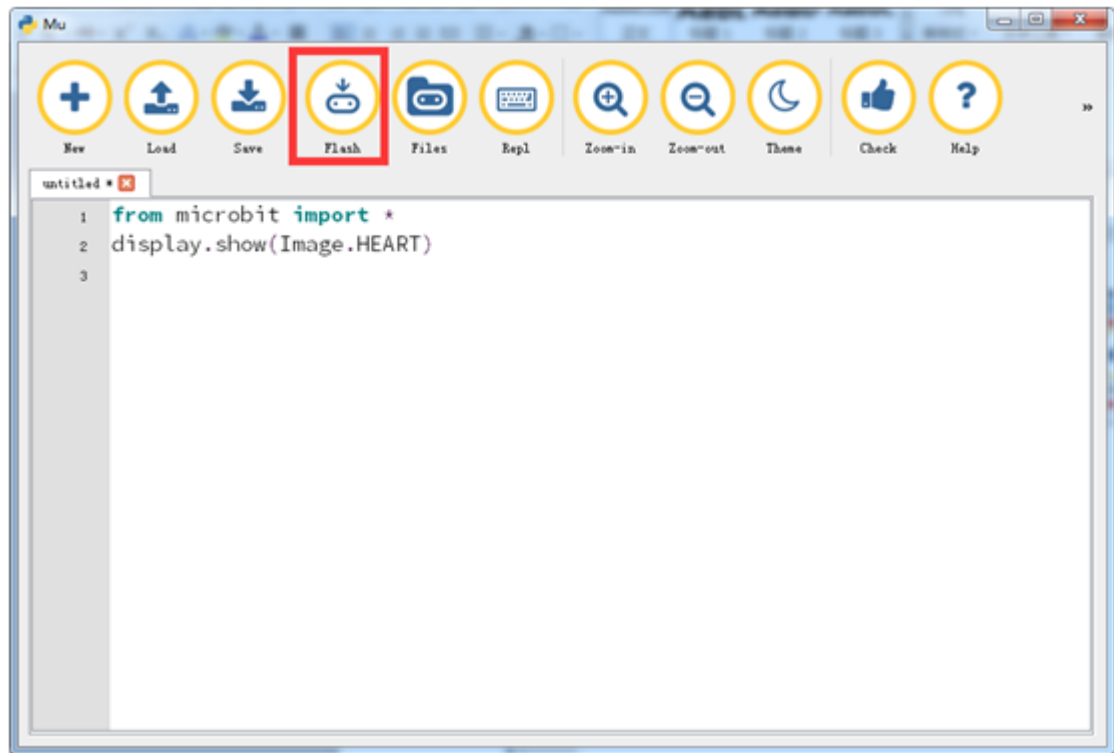 Mu
New Load Save Flash Files Repl Zoom-in Zoom-out Theme Check Help »
untitled *
1 from microbit import *
2 display.show(Image.HEART)
3